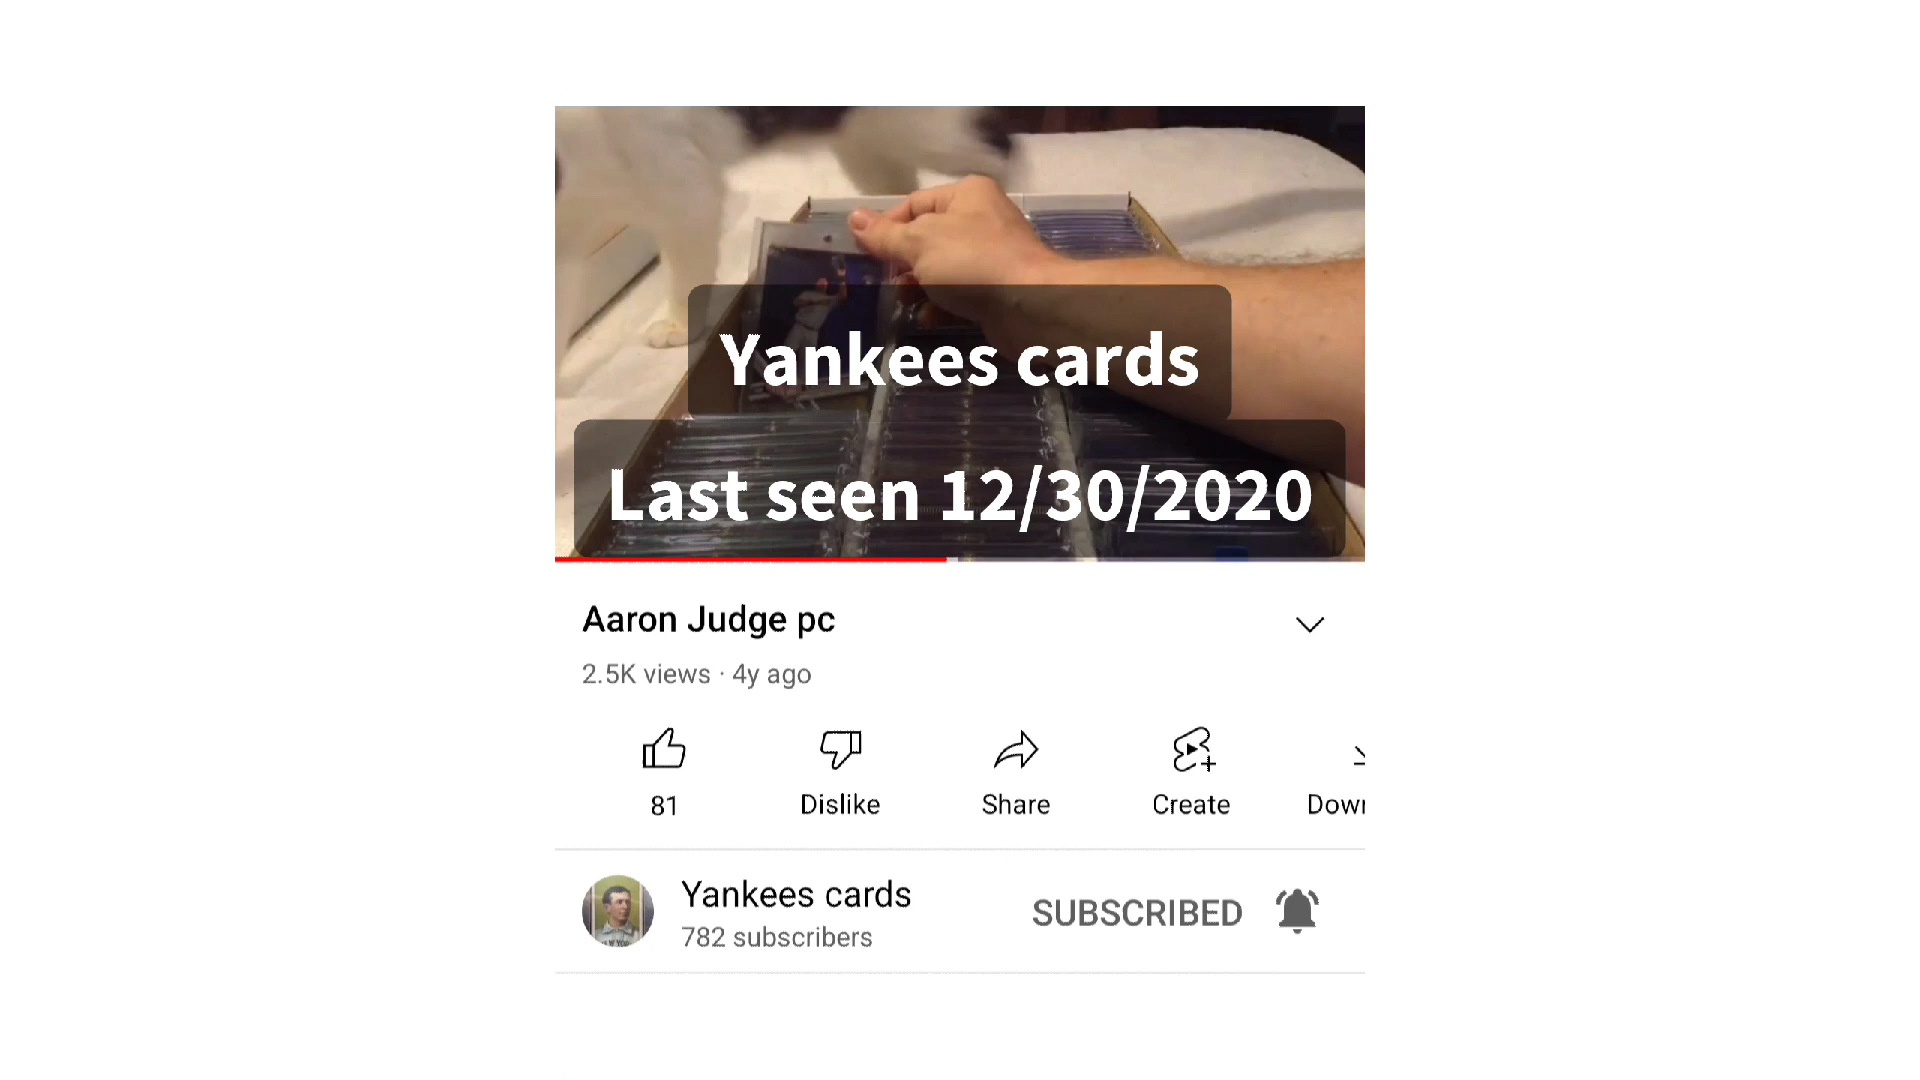 Yankees cards
Last seen 12/30/2020
Aaron Judge pc
2.5K views · 4y ago
81
Dislike
Share
Create
Down
Yankees cards
782 subscribers
SUBSCRIBED